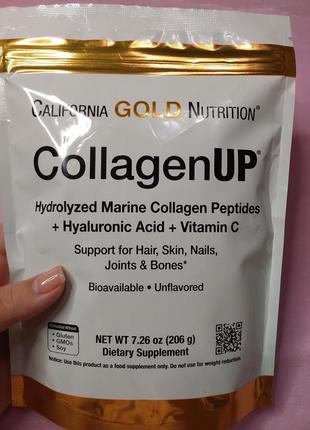 CALIFORNIA GOLD NUTRITION®
CollagenUP®
Hydrolyzed Marine Collagen Peptides
+ Hyaluronic Acid + Vitamin C
Support for Hair, Skin, Nails,
Joints & Bones*
Bioavailable • Unflavored
Formulated Without
• Gluten
• GMOs
• Soy
NET WT 7.26 oz (206 g)
Dietary Supplement
Notice: Use this product as a food supplement only. Do not use for weight reduction.